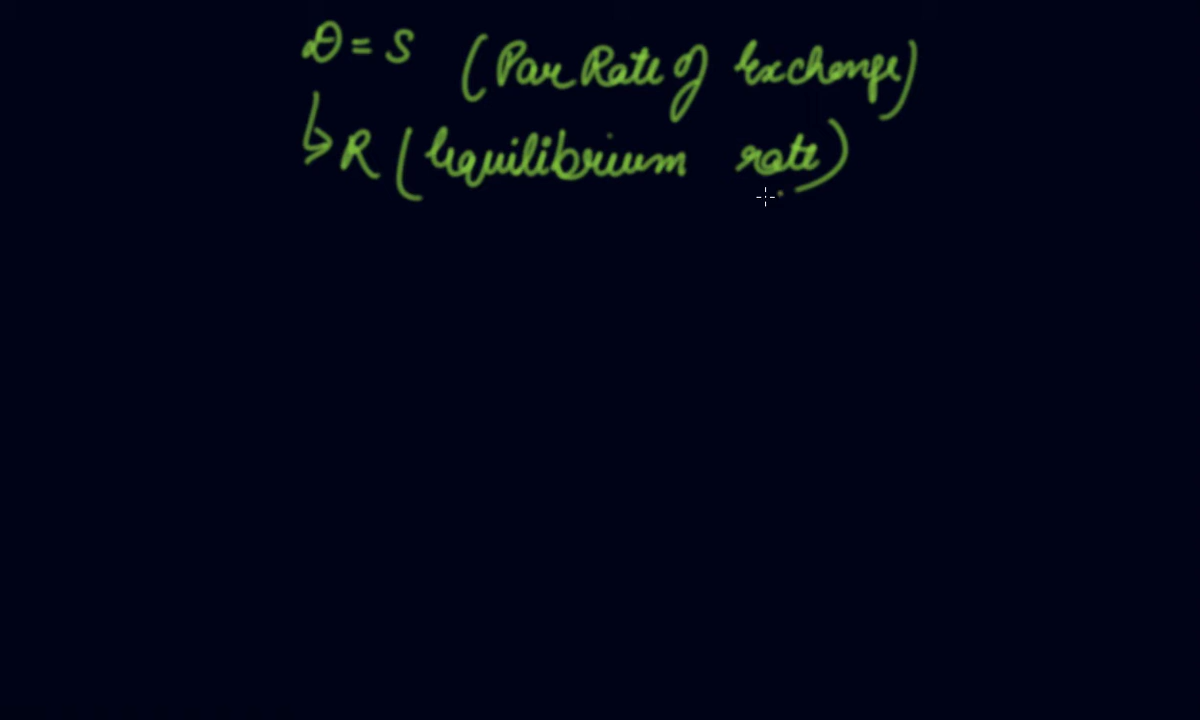 D = S (Par Rate of Exchange)
↳ R (Equilibrium rate)